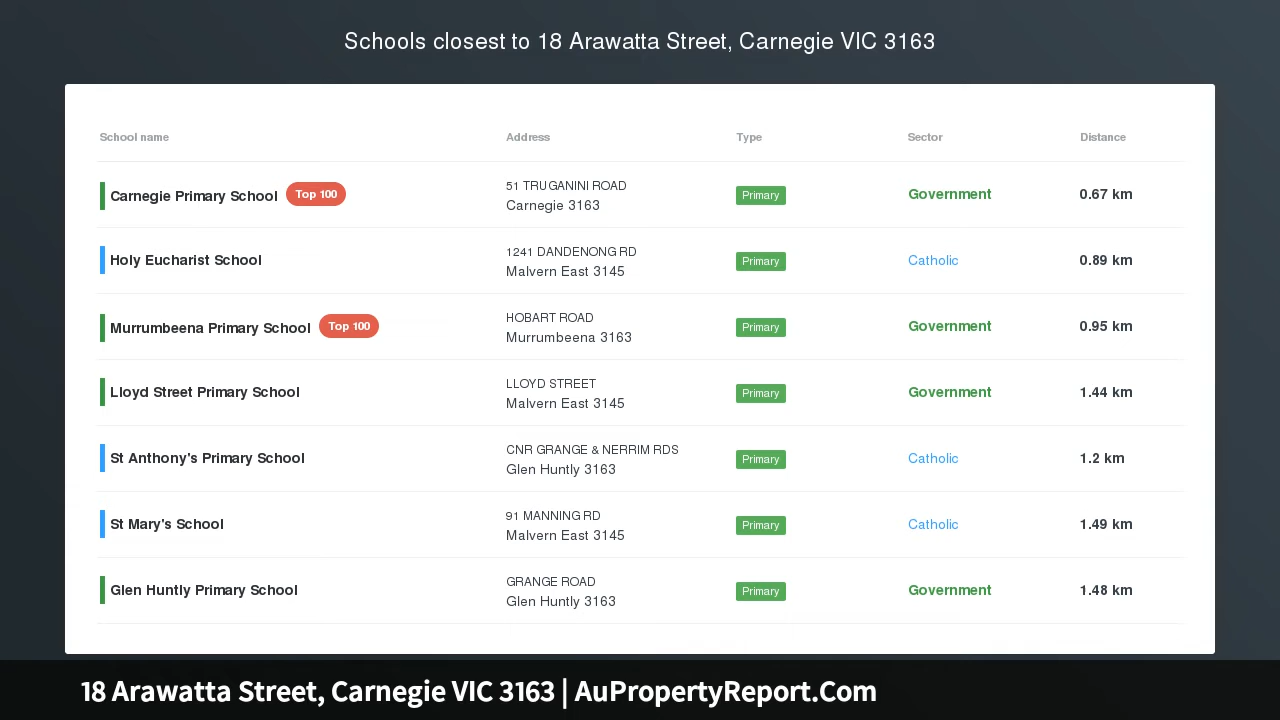 Schools closest to 18 Arawatta Street, Carnegie VIC 3163
School name Address Type Sector Distance
Carnegie Primary School Top 100 51 TRUGANINI ROAD Carnegie 3163 Primary Government 0.67 km
Holy Eucharist School 1241 DANDENONG RD Malvern East 3145 Primary Catholic 0.89 km
Murrumbeena Primary School Top 100 HOBART ROAD Murrumbeena 3163 Primary Government 0.95 km
Lloyd Street Primary School LLOYD STREET Malvern East 3145 Primary Government 1.44 km
St Anthony's Primary School CNR GRANGE & NERRIM RDS Glen Huntly 3163 Primary Catholic 1.2 km
St Mary's School 91 MANNING RD Malvern East 3145 Primary Catholic 1.49 km
Glen Huntly Primary School GRANGE ROAD Glen Huntly 3163 Primary Government 1.48 km
18 Arawatta Street, Carnegie VIC 3163 | AuPropertyReport.Com